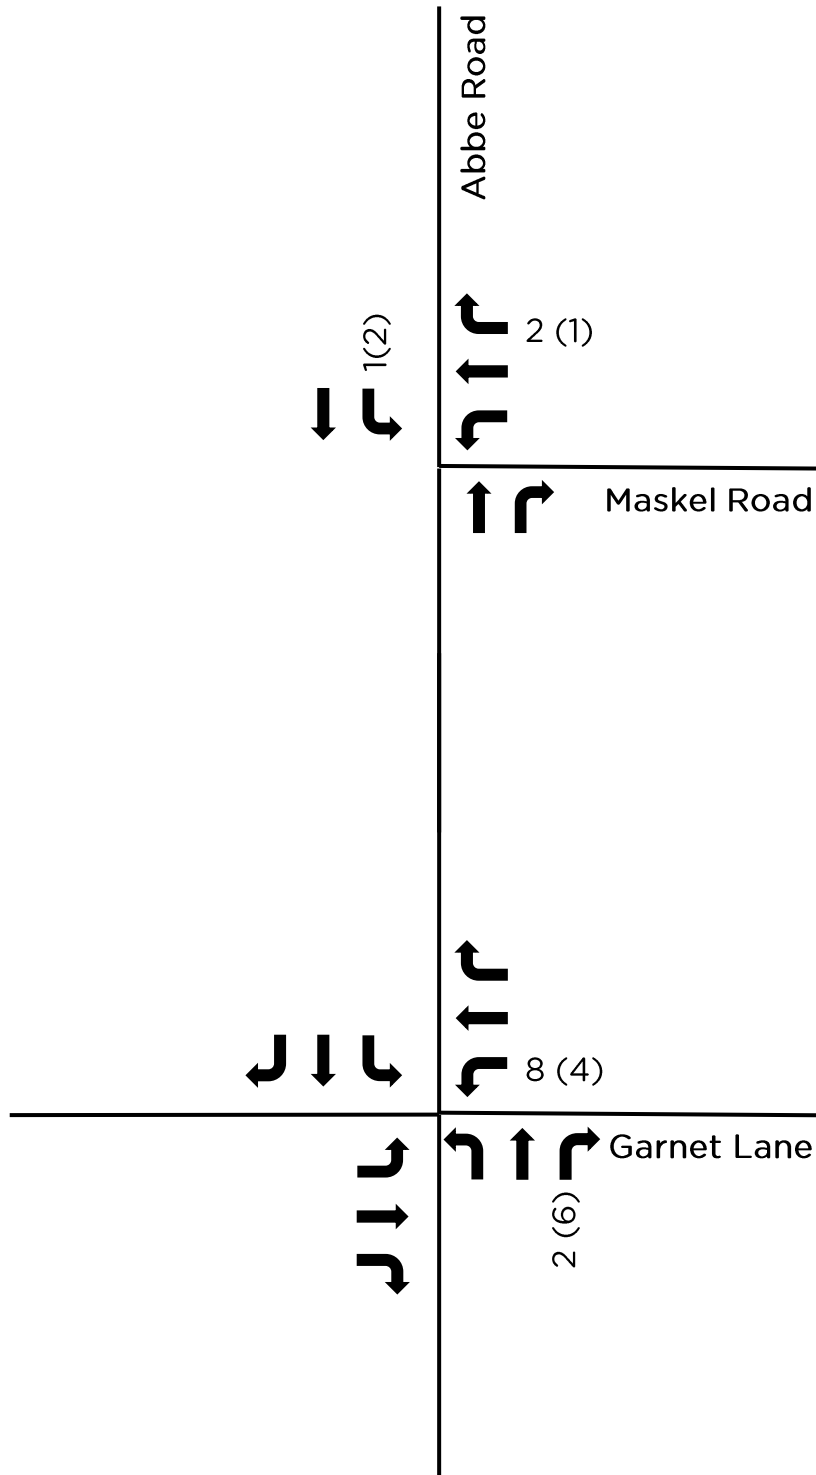 Abbe Road
2 (1)
1(2)
Maskel Road
8 (4)
Garnet Lane
2 (6)